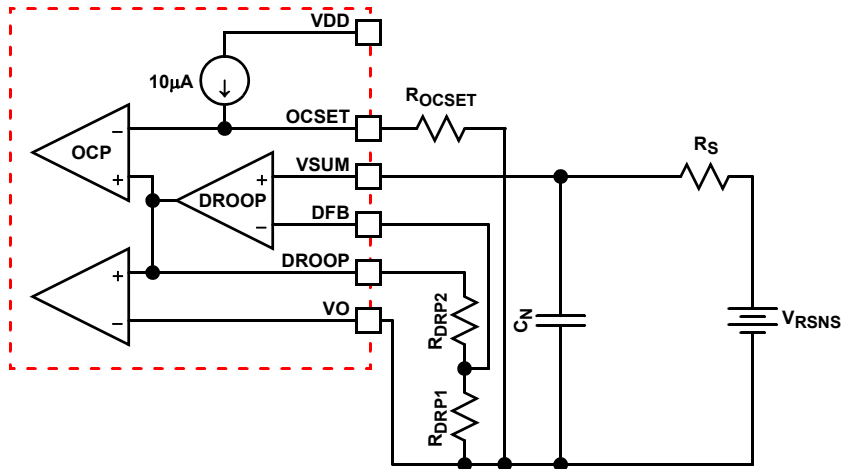 VDD
10µA
ROCSET
OCSET
−
OCP
+
VSUM
RS
+
DROOP
DFB
−
DROOP
+
VO
−
RDRP2
CN
VRSNS
RDRP1